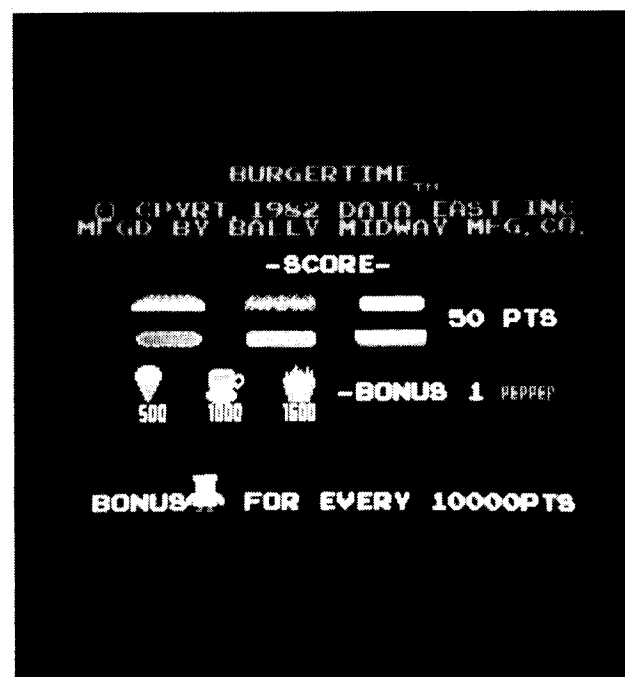 BURGERTIME TM
© CPYRT. 1982 DATA EAST INC
MFGD BY BALLY MIDWAY MFG. CO.
-SCORE-
50 PTS
500 1000 1500 -BONUS 1 PEPPER
BONUS FOR EVERY 10000PTS